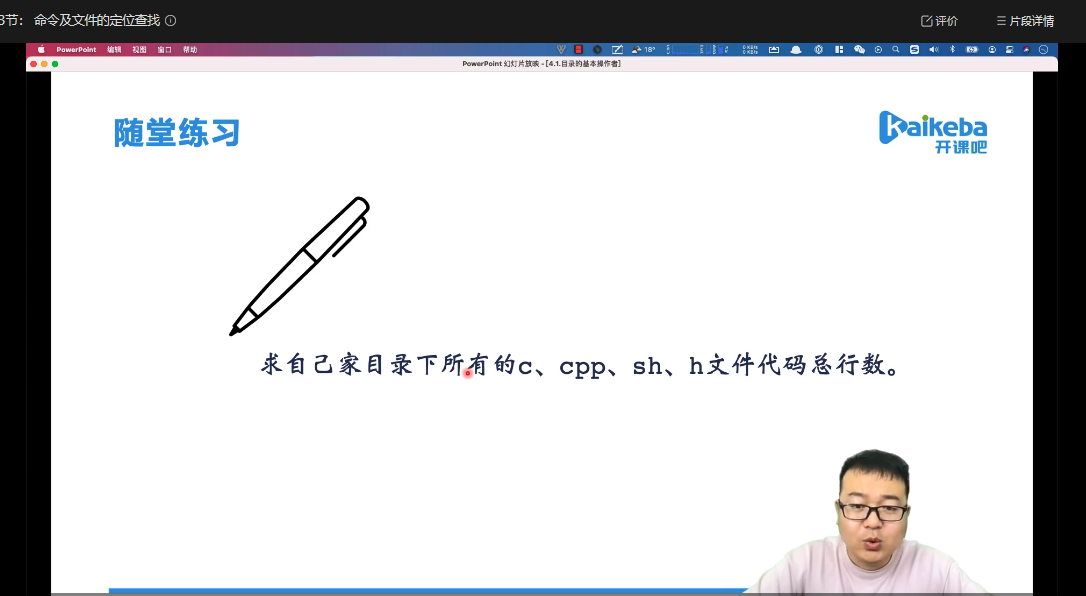 3节： 命令及文件的定位查找
评价
片段详情
PowerPoint 编辑 视图 窗口 帮助
18°
PowerPoint 幻灯片放映 - [4.1.目录的基本操作者]
随堂练习
Kaikeba
开课吧
求自己家目录下所有的c、cpp、sh、h文件代码总行数。